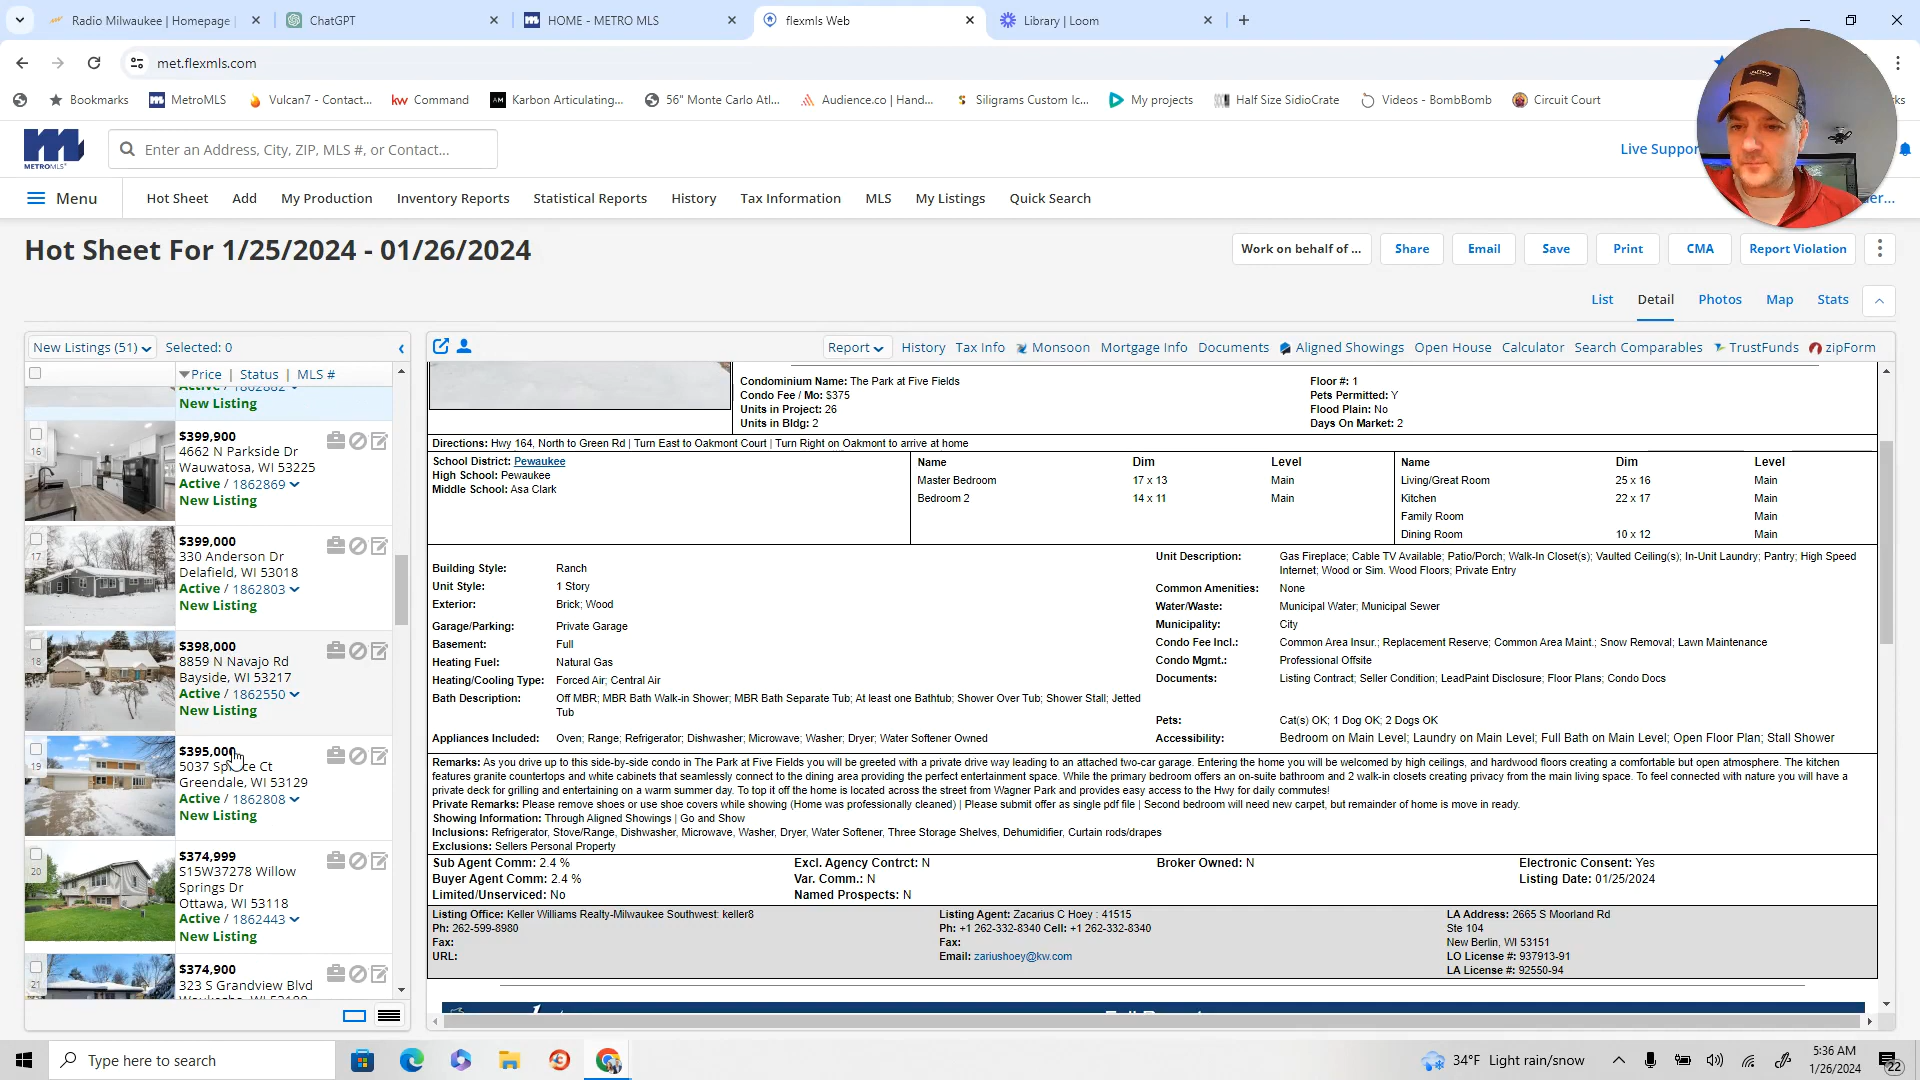 Radio Milwaukee | Homepage
ChatGPT
HOME - METRO MLS
flexmls Web
Library | Loom
met.flexmls.com
Bookmarks
MetroMLS
Vulcan7 - Contact...
Command
Karbon Articulating...
56" Monte Carlo Atl...
Audience.co | Hand...
Siligrams Custom Ic...
My projects
Half Size SidioCrate
Videos - BombBomb
Circuit Court
METROMLS
Enter an Address, City, ZIP, MLS #, or Contact...
Live Suppor
Menu
Hot Sheet
Add
My Production
Inventory Reports
Statistical Reports
History
Tax Information
MLS
My Listings
Quick Search
Hot Sheet For 1/25/2024 - 01/26/2024
Work on behalf of ...
Share
Email
Save
Print
CMA
Report Violation
List
Detail
Photos
Map
Stats
New Listings (51)
Selected: 0
Price | Status | MLS #
Active / 1862882
New Listing
16
$399,900
4662 N Parkside Dr
Wauwatosa, WI 53225
Active / 1862869
New Listing
17
$399,000
330 Anderson Dr
Delafield, WI 53018
Active / 1862803
New Listing
18
$398,000
8859 N Navajo Rd
Bayside, WI 53217
Active / 1862550
New Listing
19
$395,000
5037 Spruce Ct
Greendale, WI 53129
Active / 1862808
New Listing
20
$374,999
S15W37278 Willow
Springs Dr
Ottawa, WI 53118
Active / 1862443
New Listing
21
$374,900
323 S Grandview Blvd
Report
History
Tax Info
Monsoon
Mortgage Info
Documents
Aligned Showings
Open House
Calculator
Search Comparables
TrustFunds
zipForm
Condominium Name: The Park at Five Fields
Condo Fee / Mo: $375
Units in Project: 26
Units in Bldg: 2
Floor #: 1
Pets Permitted: Y
Flood Plain: No
Days On Market: 2
Directions: Hwy 164, North to Green Rd | Turn East to Oakmont Court | Turn Right on Oakmont to arrive at home
School District: Pewaukee
High School: Pewaukee
Middle School: Asa Clark
Name Dim Level
Master Bedroom 17 x 13 Main
Bedroom 2 14 x 11 Main
Name Dim Level
Living/Great Room 25 x 16 Main
Kitchen 22 x 17 Main
Family Room Main
Dining Room 10 x 12 Main
Building Style: Ranch
Unit Style: 1 Story
Exterior: Brick; Wood
Garage/Parking: Private Garage
Basement: Full
Heating Fuel: Natural Gas
Heating/Cooling Type: Forced Air; Central Air
Bath Description: Off MBR; MBR Bath Walk-in Shower; MBR Bath Separate Tub; At least one Bathtub; Shower Over Tub; Shower Stall; Jetted
Tub
Appliances Included: Oven; Range; Refrigerator; Dishwasher; Microwave; Washer; Dryer; Water Softener Owned
Unit Description: Gas Fireplace; Cable TV Available; Patio/Porch; Walk-In Closet(s); Vaulted Ceiling(s); In-Unit Laundry; Pantry; High Speed
Internet; Wood or Sim. Wood Floors; Private Entry
Common Amenities: None
Water/Waste: Municipal Water; Municipal Sewer
Municipality: City
Condo Fee Incl.: Common Area Insur.; Replacement Reserve; Common Area Maint.; Snow Removal; Lawn Maintenance
Condo Mgmt.: Professional Offsite
Documents: Listing Contract; Seller Condition; LeadPaint Disclosure; Floor Plans; Condo Docs
Pets: Cat(s) OK; 1 Dog OK; 2 Dogs OK
Accessibility: Bedroom on Main Level; Laundry on Main Level; Full Bath on Main Level; Open Floor Plan; Stall Shower
Remarks: As you drive up to this side-by-side condo in The Park at Five Fields you will be greeted with a private drive way leading to an attached two-car garage. Entering the home you will be welcomed by high ceilings, and hardwood floors creating a comfortable but open atmosphere. The kitchen
features granite countertops and white cabinets that seamlessly connect to the dining area providing the perfect entertainment space. While the primary bedroom offers an on-suite bathroom and 2 walk-in closets creating privacy from the main living space. To feel connected with nature you will have a
private deck for grilling and entertaining on a warm summer day. To top it off the home is located across the street from Wagner Park and provides easy access to the Hwy for daily commutes!
Private Remarks: Please remove shoes or use shoe covers while showing (Home was professionally cleaned) | Please submit offer as single pdf file | Second bedroom will need new carpet, but remainder of home is move in ready.
Showing Information: Through Aligned Showings | Go and Show
Inclusions: Refrigerator, Stove/Range, Dishwasher, Microwave, Washer, Dryer, Water Softener, Three Storage Shelves, Dehumidifier, Curtain rods/drapes
Exclusions: Sellers Personal Property
Sub Agent Comm: 2.4 %
Buyer Agent Comm: 2.4 %
Limited/Unserviced: No
Excl. Agency Contrct: N
Var. Comm.: N
Named Prospects: N
Broker Owned: N
Electronic Consent: Yes
Listing Date: 01/25/2024
Listing Office: Keller Williams Realty-Milwaukee Southwest: keller8
Ph: 262-599-8980
Fax:
URL:
Listing Agent: Zacarius C Hoey : 41515
Ph: +1 262-332-8340 Cell: +1 262-332-8340
Fax:
Email: zariushoey@kw.com
LA Address: 2665 S Moorland Rd
Ste 104
New Berlin, WI 53151
LO License #: 937913-91
LA License #: 92550-94
Type here to search
34°F Light rain/snow
5:36 AM
1/26/2024
22